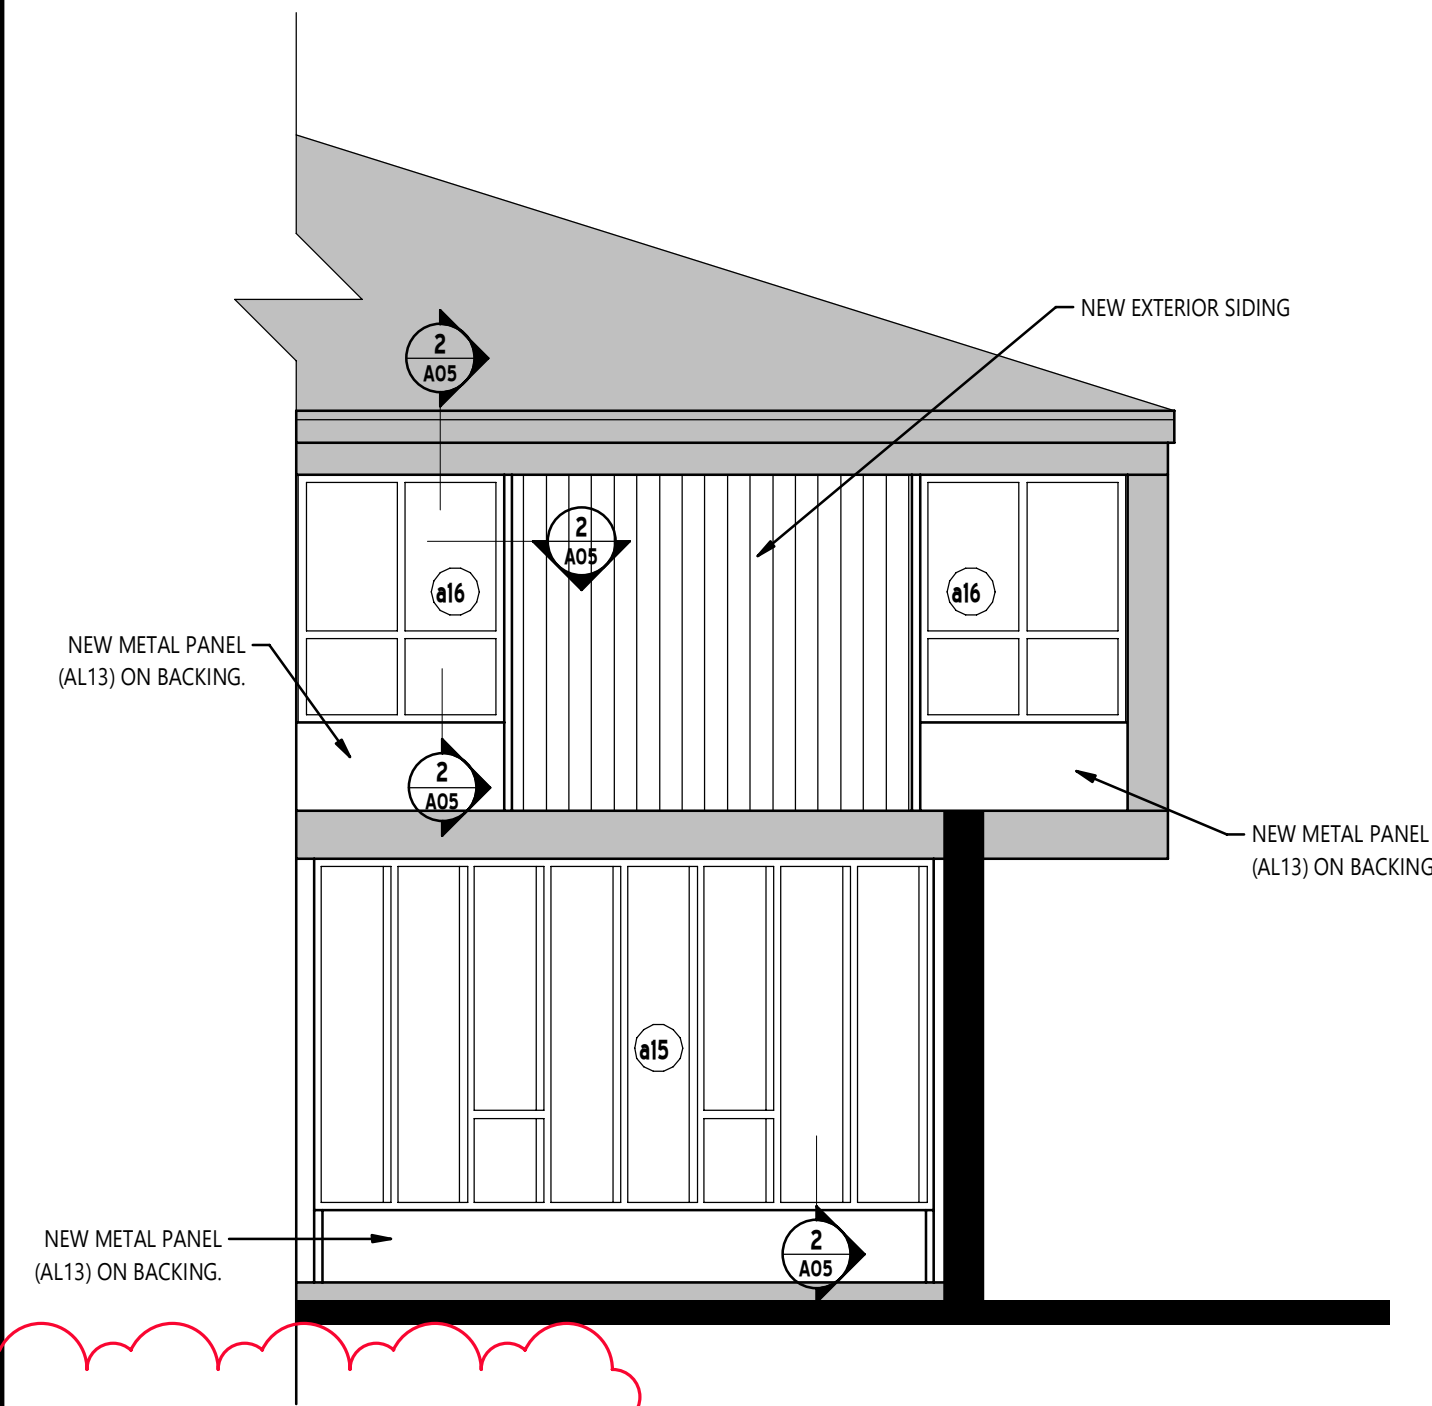 NEW EXTERIOR SIDING
2
A05
2
A05
a16
a16
NEW METAL PANEL
(AL13) ON BACKING.
2
A05
NEW METAL PANEL
(AL13) ON BACKING
a15
NEW METAL PANEL
(AL13) ON BACKING.
2
A05